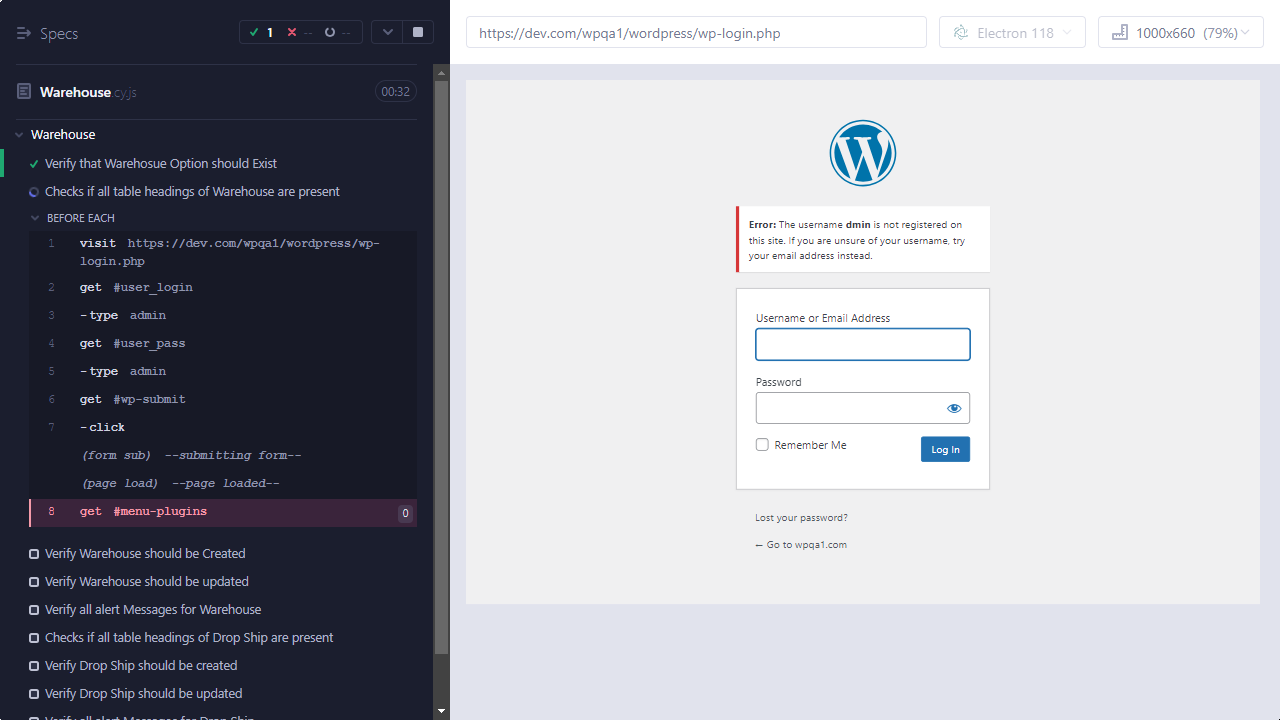 Specs
1 -- --
https://dev.com/wpqa1/wordpress/wp-login.php
Electron 118
1000x660 (79%)
Warehouse.cy.js
00:32
Warehouse
Verify that Warehosue Option should Exist
Checks if all table headings of Warehouse are present
BEFORE EACH
1 visit https://dev.com/wpqa1/wordpress/wp-
login.php
2 get #user_login
3 -type admin
4 get #user_pass
5 -type admin
6 get #wp-submit
7 -click
(form sub) --submitting form--
(page load) --page loaded--
8 get #menu-plugins 0
Verify Warehouse should be Created
Verify Warehouse should be updated
Verify all alert Messages for Warehouse
Checks if all table headings of Drop Ship are present
Verify Drop Ship should be created
Verify Drop Ship should be updated
Verify all alert Messages for Drop Ship
W
Error: The username dmin is not registered on
this site. If you are unsure of your username, try
your email address instead.
Username or Email Address
Password
Remember Me
Log In
Lost your password?
← Go to wpqa1.com